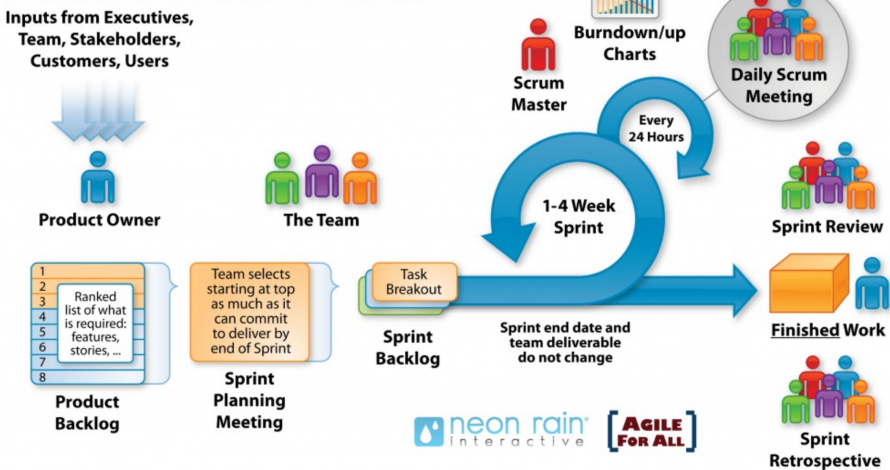 Inputs from Executives,
Team, Stakeholders,
Customers, Users
Product Owner
The Team
Scrum
Master
Burndown/up
Charts
Daily Scrum
Meeting
Every
24 Hours
1-4 Week
Sprint
Sprint Review
1
2
3
4
5
6
7
8
Ranked
list of what
is required:
features,
stories, ...
Product
Backlog
Team selects
starting at top
as much as it
can commit
to deliver by
end of Sprint
Sprint
Planning
Meeting
Task
Breakout
Sprint
Backlog
Sprint end date and
team deliverable
do not change
Finished Work
Sprint
Retrospective
neon rain®
interactive
AGILE
FOR ALL